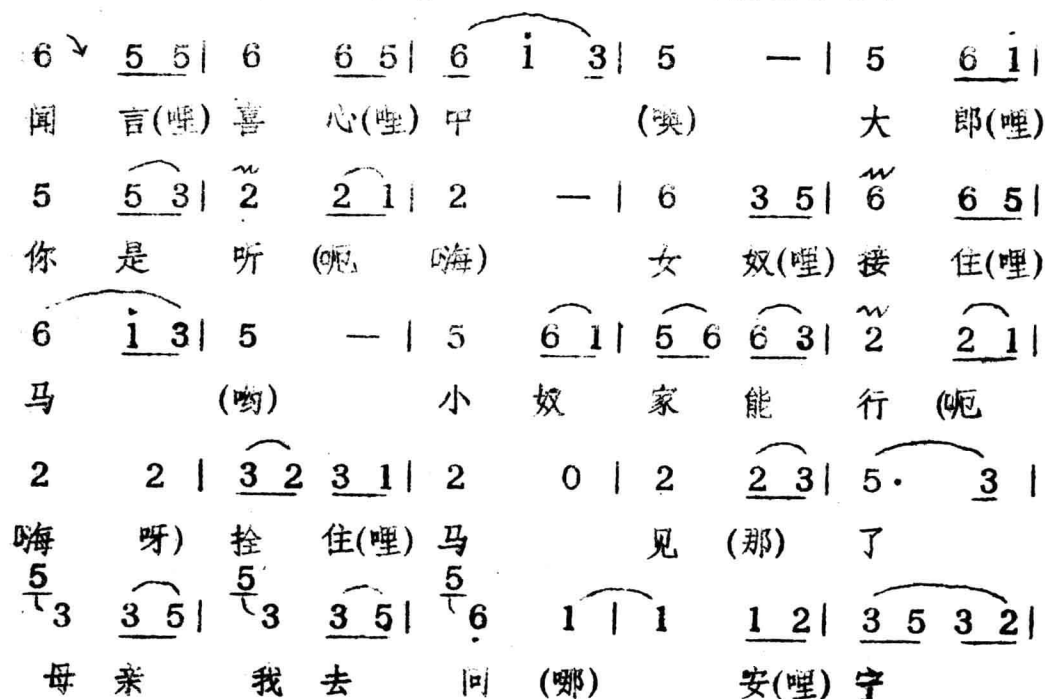 6 5 5 | 6 6 5 | 6 i 3 | 5 — | 5 6 1 |
闻 言(哩) 喜 心(哩) 中 (噢) 大 郎(哩)
5 5 3 | 2 2 1 | 2 — | 6 3 5 | 6 6 5 |
你 是 听 (呃 嗨) 女 奴(哩) 接 住(哩)
6 i 3 | 5 — | 5 6 1 | 5 6 6 3 | 2 2 1 |
马 (哟) 小 奴 家 能 行 (呃
2 2 | 3 2 3 1 | 2 0 | 2 2 3 | 5· 3 |
嗨 呀) 拴 住(哩) 马 见 (那) 了
5 3 3 5 | 5 3 3 5 | 5 6 1 | 1 1 2 | 3 5 3 2 |
母 亲 我 去 问 (哪) 安(哩) 宁